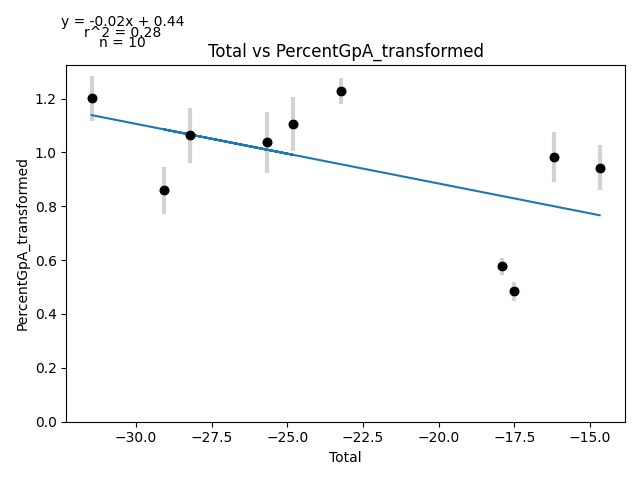 y = -0.02x + 0.44
r^2 = 0.28
n = 10
Total vs PercentGpA_transformed
PercentGpA_transformed
1.2
1.0
0.8
0.6
0.4
0.2
0.0
−30.0 −27.5 −25.0 −22.5 −20.0 −17.5 −15.0
Total